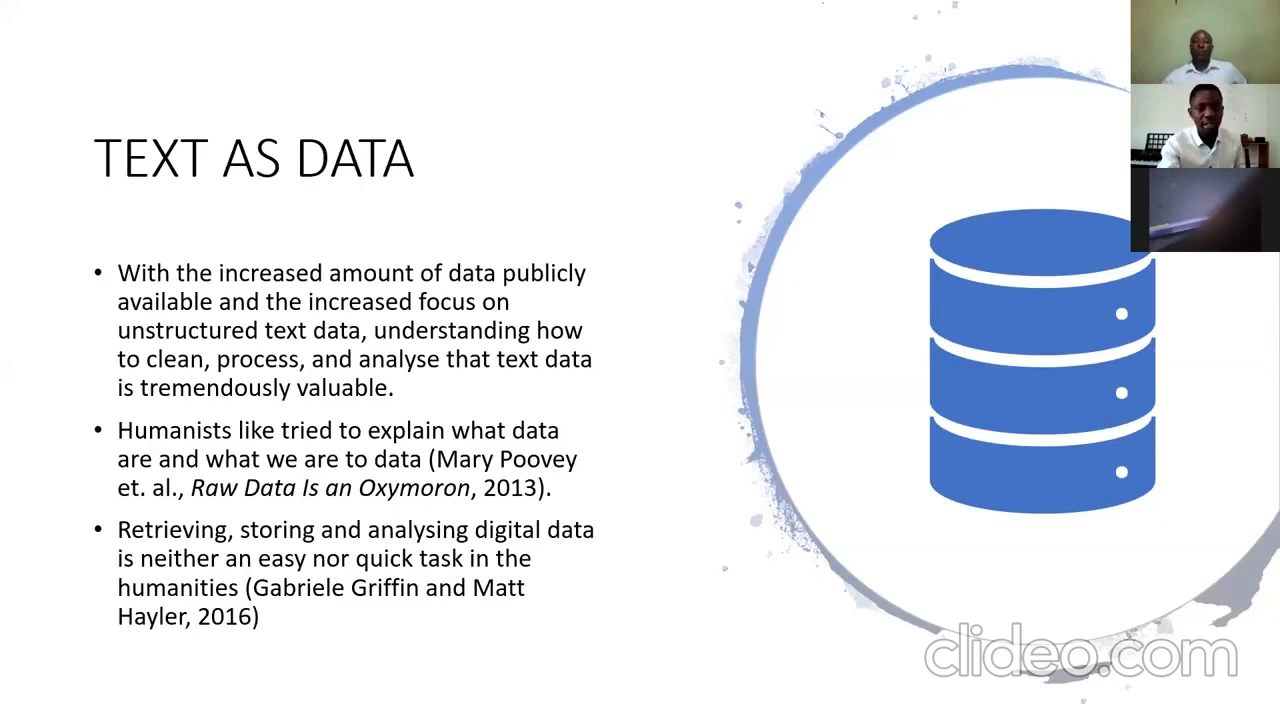 TEXT AS DATA
• With the increased amount of data publicly
available and the increased focus on
unstructured text data, understanding how
to clean, process, and analyse that text data
is tremendously valuable.
• Humanists like tried to explain what data
are and what we are to data (Mary Poovey
et. al., Raw Data Is an Oxymoron, 2013).
• Retrieving, storing and analysing digital data
is neither an easy nor quick task in the
humanities (Gabriele Griffin and Matt
Hayler, 2016)
clideo.com